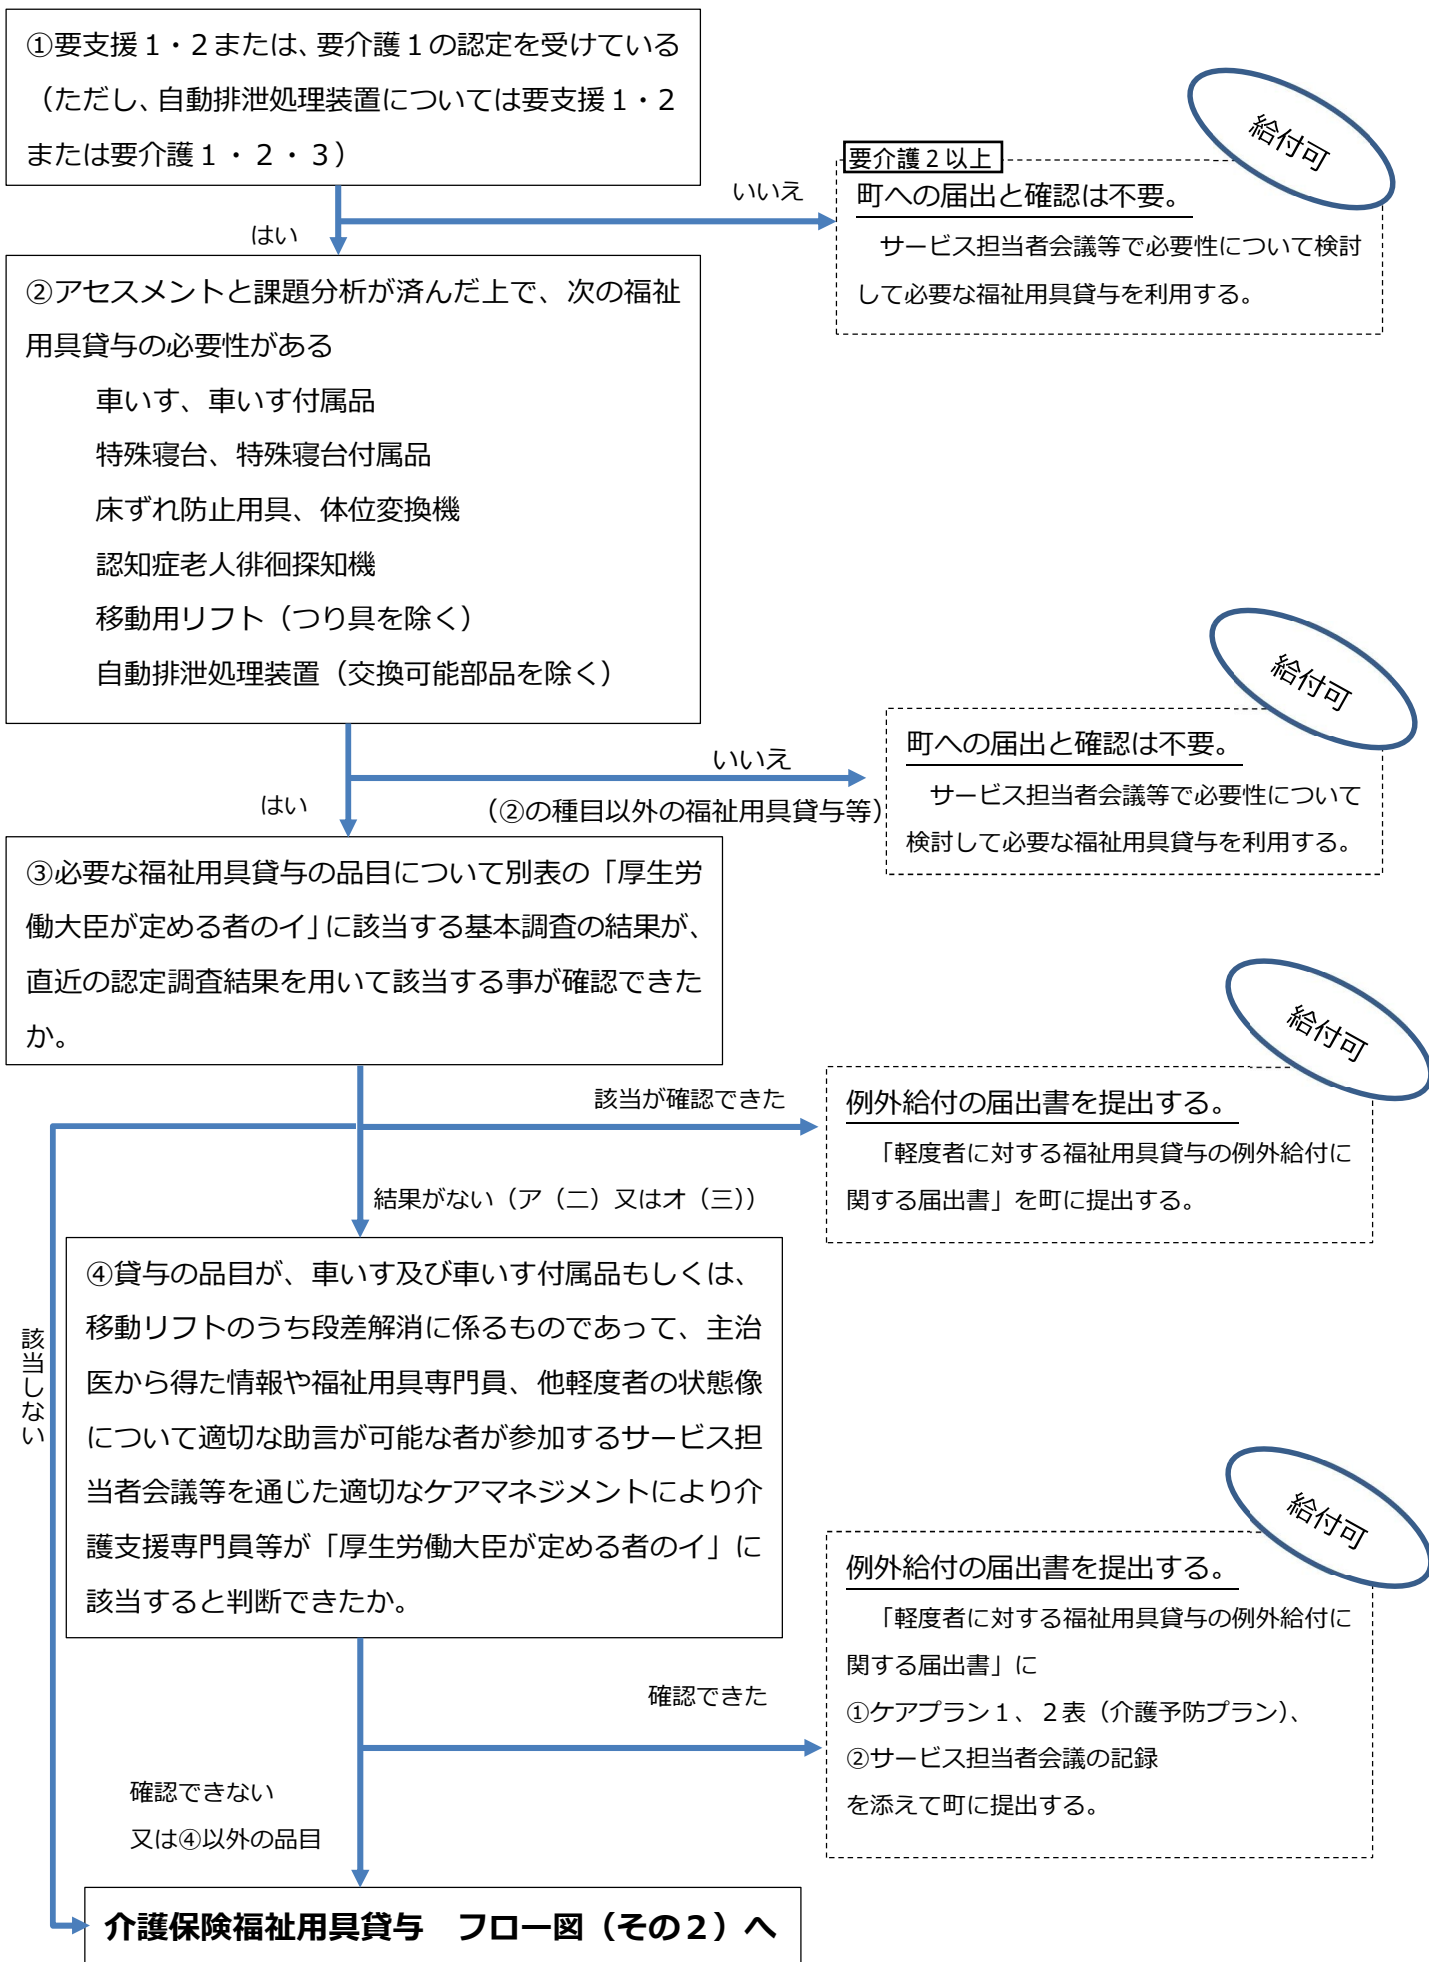 ①要支援１・２または、要介護１の認定を受けている
（ただし、自動排泄処理装置については要支援１・２
または要介護１・２・３）
給付可
要介護２以上
いいえ
町への届出と確認は不要。
サービス担当者会議等で必要性について検討
して必要な福祉用具貸与を利用する。
はい
②アセスメントと課題分析が済んだ上で、次の福祉
用具貸与の必要性がある
車いす、車いす付属品
特殊寝台、特殊寝台付属品
床ずれ防止用具、体位変換機
認知症老人徘徊探知機
移動用リフト（つり具を除く）
自動排泄処理装置（交換可能部品を除く）
給付可
いいえ
（②の種目以外の福祉用具貸与等）
町への届出と確認は不要。
サービス担当者会議等で必要性について
検討して必要な福祉用具貸与を利用する。
はい
③必要な福祉用具貸与の品目について別表の「厚生労
働大臣が定める者のイ」に該当する基本調査の結果が、
直近の認定調査結果を用いて該当する事が確認できた
か。
給付可
該当が確認できた
例外給付の届出書を提出する。
「軽度者に対する福祉用具貸与の例外給付に
関する届出書」を町に提出する。
結果がない（ア（二）又はオ（三））
該当しない
④貸与の品目が、車いす及び車いす付属品もしくは、
移動リフトのうち段差解消に係るものであって、主治
医から得た情報や福祉用具専門員、他軽度者の状態像
について適切な助言が可能な者が参加するサービス担
当者会議等を通じた適切なケアマネジメントにより介
護支援専門員等が「厚生労働大臣が定める者のイ」に
該当すると判断できたか。
給付可
確認できた
例外給付の届出書を提出する。
「軽度者に対する福祉用具貸与の例外給付に
関する届出書」に
①ケアプラン１、２表（介護予防プラン）、
②サービス担当者会議の記録
を添えて町に提出する。
確認できない
又は④以外の品目
介護保険福祉用具貸与　フロー図（その２）へ